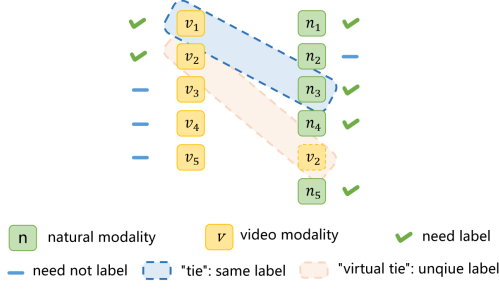 v₁ n₁
v₂ n₂
v₃ n₃
v₄ n₄
v₅ v₂
n₅
n natural modality v video modality need label
need not label "tie": same label "virtual tie": unqiue label